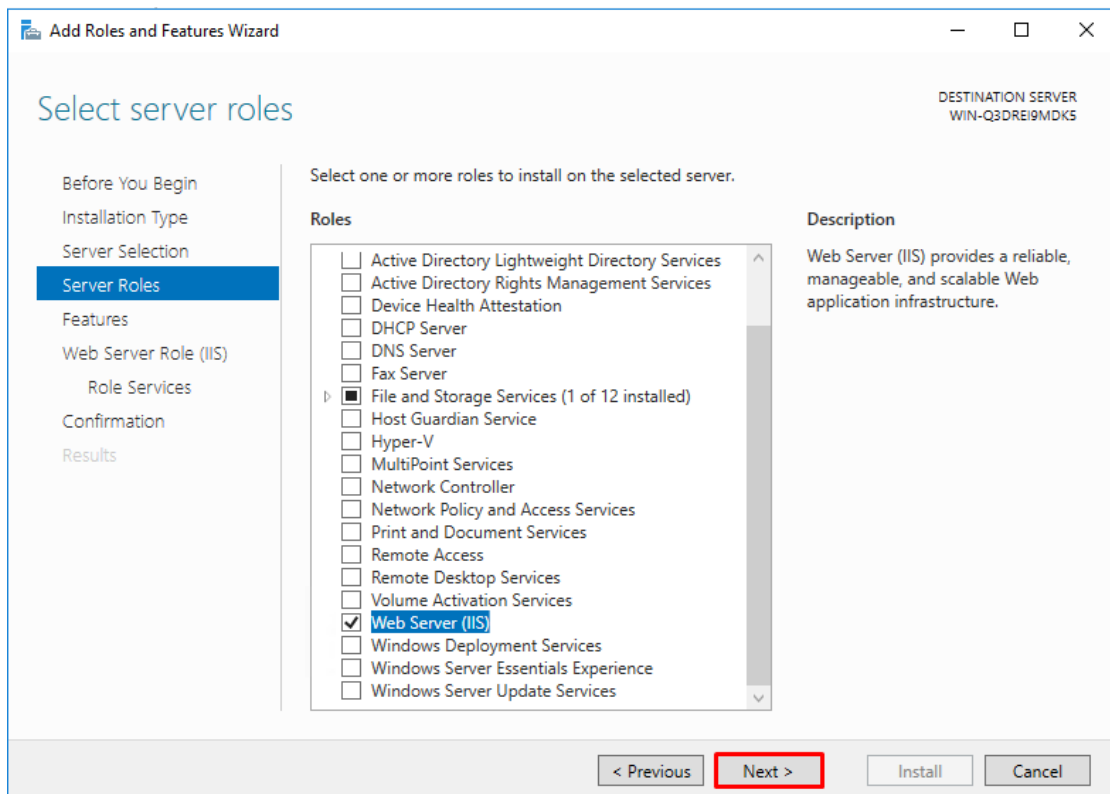 Add Roles and Features Wizard
Select server roles
DESTINATION SERVER
WIN-Q3DREI9MDK5
Before You Begin
Installation Type
Server Selection
Server Roles
Features
Web Server Role (IIS)
Role Services
Confirmation
Results
Select one or more roles to install on the selected server.
Roles
Active Directory Lightweight Directory Services
Active Directory Rights Management Services
Device Health Attestation
DHCP Server
DNS Server
Fax Server
File and Storage Services (1 of 12 installed)
Host Guardian Service
Hyper-V
MultiPoint Services
Network Controller
Network Policy and Access Services
Print and Document Services
Remote Access
Remote Desktop Services
Volume Activation Services
Web Server (IIS)
Windows Deployment Services
Windows Server Essentials Experience
Windows Server Update Services
Description
Web Server (IIS) provides a reliable,
manageable, and scalable Web
application infrastructure.
< Previous
Next >
Install
Cancel